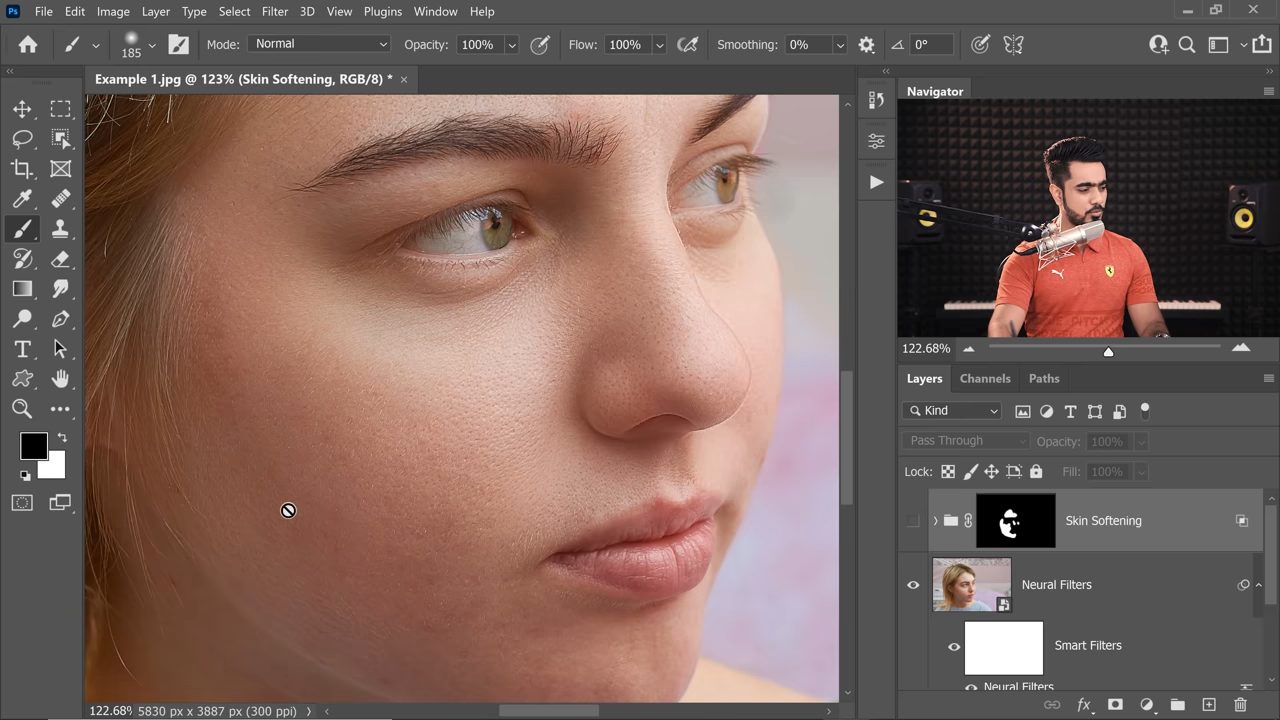 Ps File Edit Image Layer Type Select Filter 3D View Plugins Window Help
185 Mode: Normal Opacity: 100% Flow: 100% Smoothing: 0% 0°
Example 1.jpg @ 123% (Skin Softening, RGB/8) * ×
Navigator
122.68%
Layers Channels Paths
Kind
Pass Through Opacity: 100%
Lock: Fill: 100%
Skin Softening
Neural Filters
Smart Filters
Neural Filters
122.68% 5830 px x 3887 px (300 ppi)